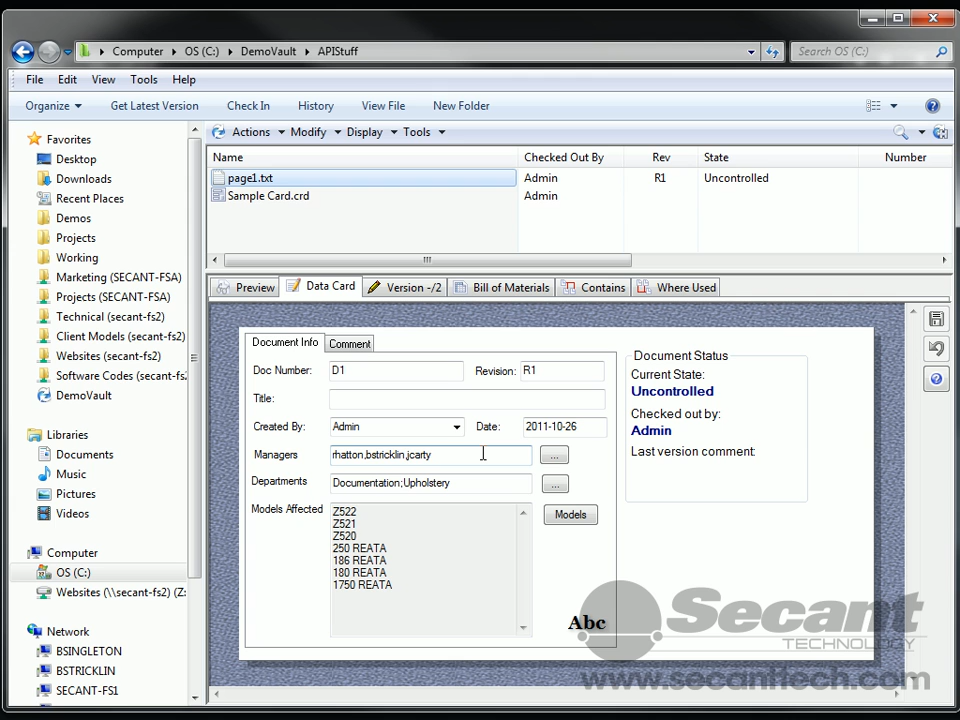 Computer OS (C:) DemoVault APIStuff
Search OS (C:)
File Edit View Tools Help
Organize Get Latest Version Check In History View File New Folder
Favorites
Desktop
Downloads
Recent Places
Demos
Projects
Working
Marketing (SECANT-FSA)
Projects (SECANT-FSA)
Technical (secant-fs2)
Client Models (secant-fs2)
Websites (secant-fs2)
Software Codes (secant-fs2
DemoVault
Libraries
Documents
Music
Pictures
Videos
Computer
OS (C:)
Websites (\\secant-fs2) (Z:
Network
BSINGLETON
BSTRICKLIN
SECANT-FS1
Actions Modify Display Tools
Name Checked Out By Rev State Number
page1.txt Admin R1 Uncontrolled
Sample Card.crd Admin
Preview Data Card Version -/2 Bill of Materials Contains Where Used
Document Info Comment
Doc Number: D1 Revision: R1
Title:
Created By: Admin Date: 2011-10-26
Managers rhatton,bstricklin,jcarty ...
Departments Documentation;Upholstery ...
Models Affected Models
Z522
Z521
Z520
250 REATA
186 REATA
180 REATA
1750 REATA
Abc
Document Status
Current State:
Uncontrolled
Checked out by:
Admin
Last version comment:
Secant
TECHNOLOGY
www.secanttech.com